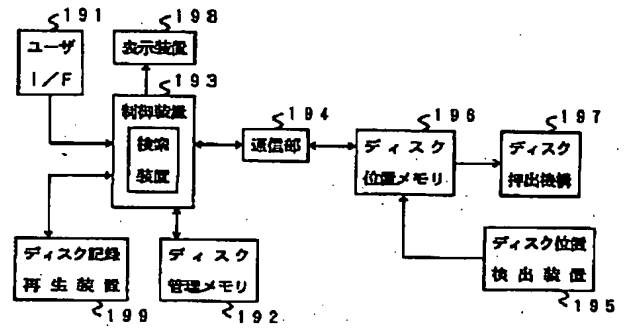 191
ユーザ
I/F
198
表示装置
193
制御装置
検索
装置
194
通信部
196
ディスク
位置メモリ
197
ディスク
押出機構
ディスク記録
再生装置
199
ディスク
管理メモリ
192
ディスク位置
検出装置
195